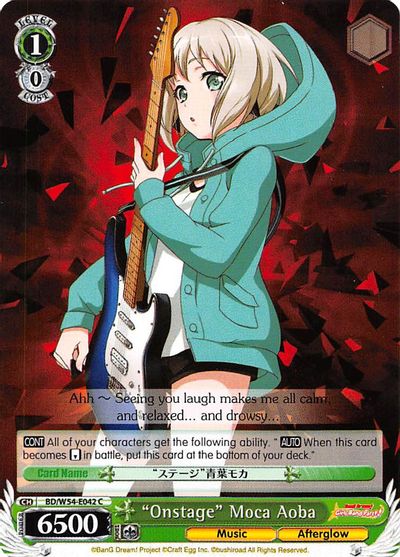 LEVEL
1
0
COST
Ahh ~ Seeing you laugh makes me all calm,
and relaxed... and drowsy...
CONT All of your characters get the following ability. " AUTO When this card
becomes [ ] in battle, put this card at the bottom of your deck."
Card Name "ステージ"青葉モカ
CH BD/W54-E042 C
"Onstage" Moca Aoba
POWER 6500
Music Afterglow
©BanG Dream! Project ©Craft Egg Inc. ©bushiroad All Rights Reserved.